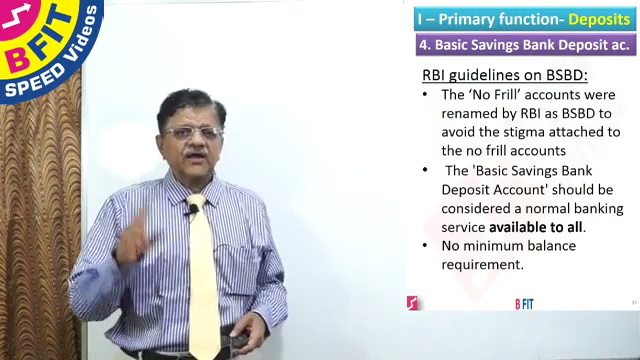 B FIT
SPEED Videos
I – Primary function- Deposits
4. Basic Savings Bank Deposit ac.
RBI guidelines on BSBD:
• The ‘No Frill’ accounts were
renamed by RBI as BSBD to
avoid the stigma attached to
the no frill accounts
• The 'Basic Savings Bank
Deposit Account' should be
considered a normal banking
service available to all.
• No minimum balance
requirement.
B FIT